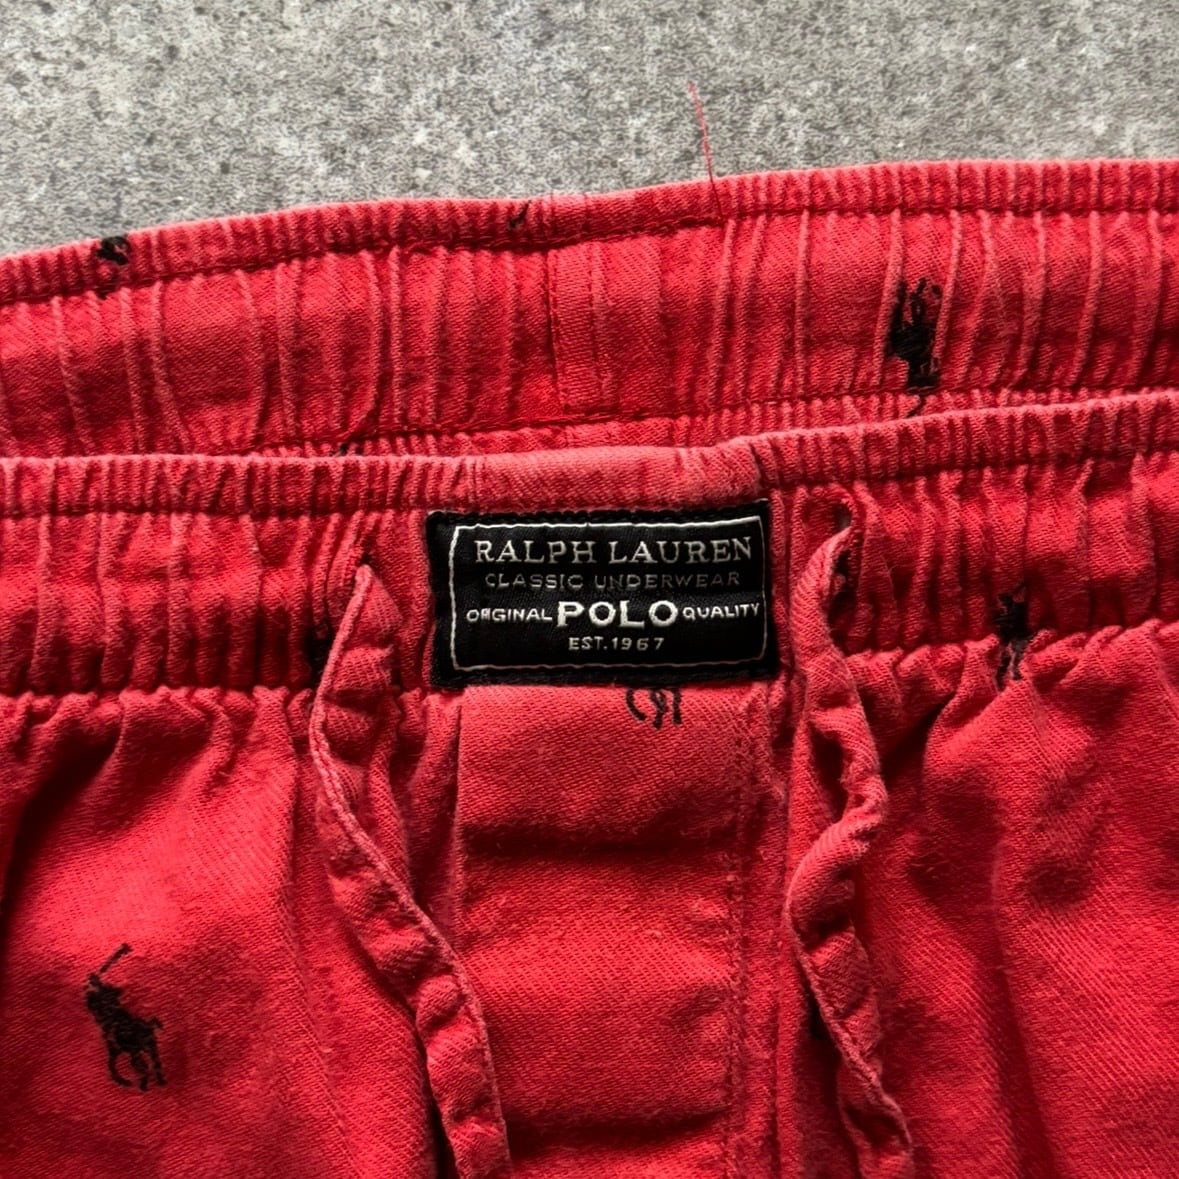 RALPH LAUREN
CLASSIC UNDERWEAR
ORIGINAL POLO QUALITY
EST. 1967